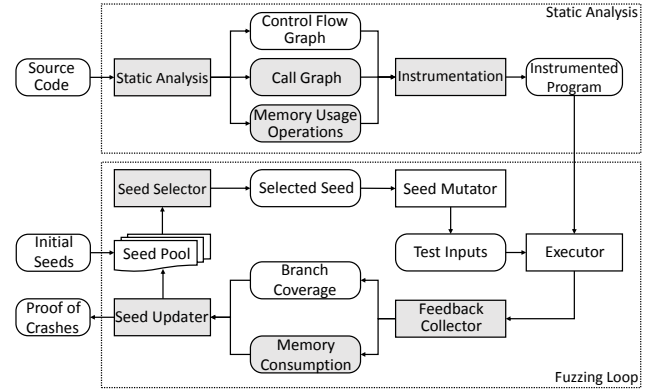 Static Analysis
Source
Code
Static Analysis
Control Flow
Graph
Call Graph
Memory Usage
Operations
Instrumentation
Instrumented
Program
Seed Selector
Selected Seed
Seed Mutator
Initial
Seeds
Seed Pool
Test Inputs
Executor
Branch
Coverage
Proof of
Crashes
Seed Updater
Feedback
Collector
Memory
Consumption
Fuzzing Loop